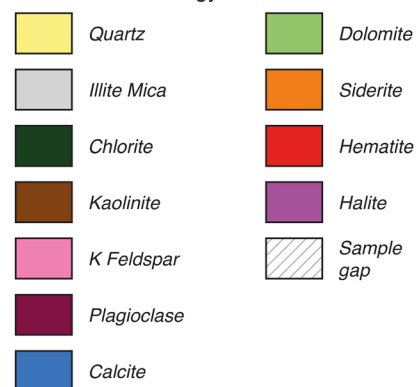 Quartz
Illite Mica
Chlorite
Kaolinite
K Feldspar
Plagioclase
Calcite
Dolomite
Siderite
Hematite
Halite
Sample
gap